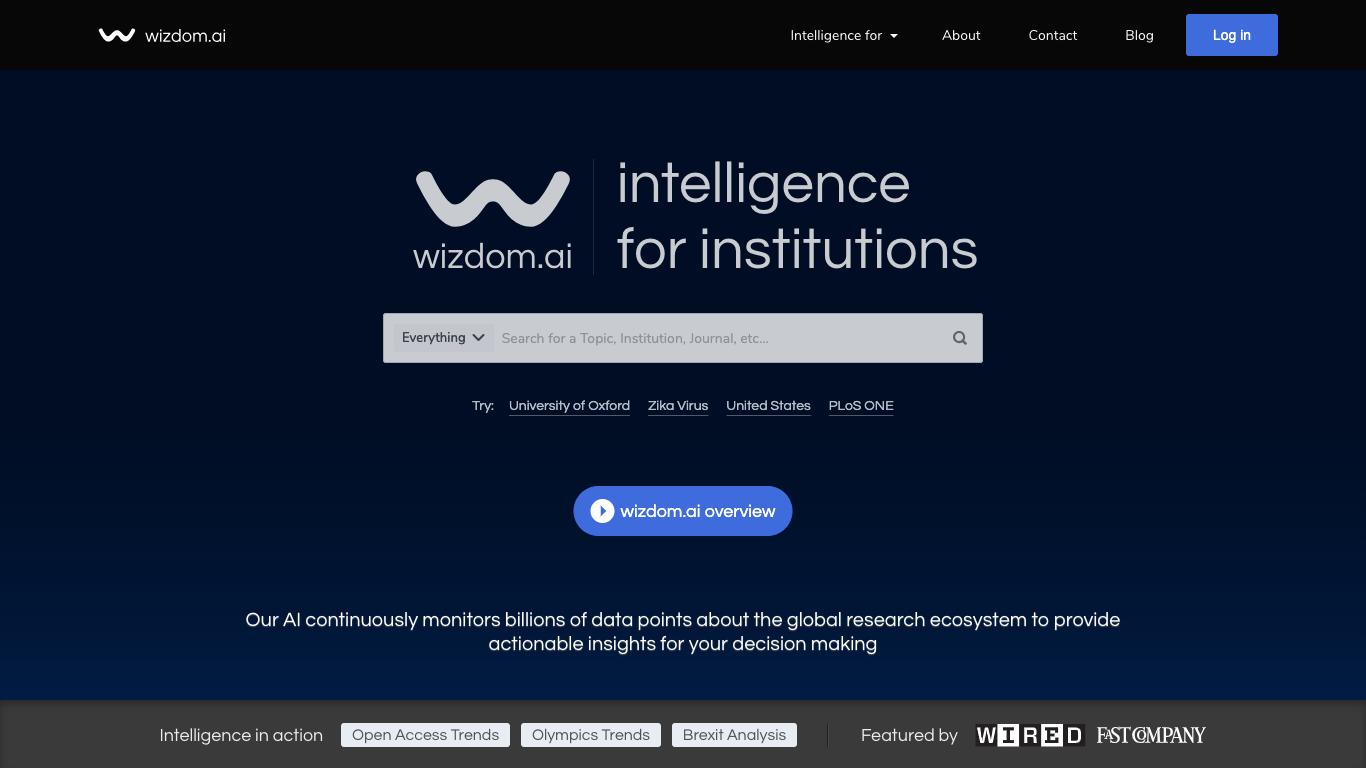 wizdom.ai
Intelligence for
About
Contact
Blog
Log in
wizdom.ai
intelligence
for institutions
Everything
Search for a Topic, Institution, Journal, etc...
Try: University of Oxford Zika Virus United States PLoS ONE
wizdom.ai overview
Our AI continuously monitors billions of data points about the global research ecosystem to provide
actionable insights for your decision making
Intelligence in action Open Access Trends Olympics Trends Brexit Analysis Featured by WIRED FAST COMPANY